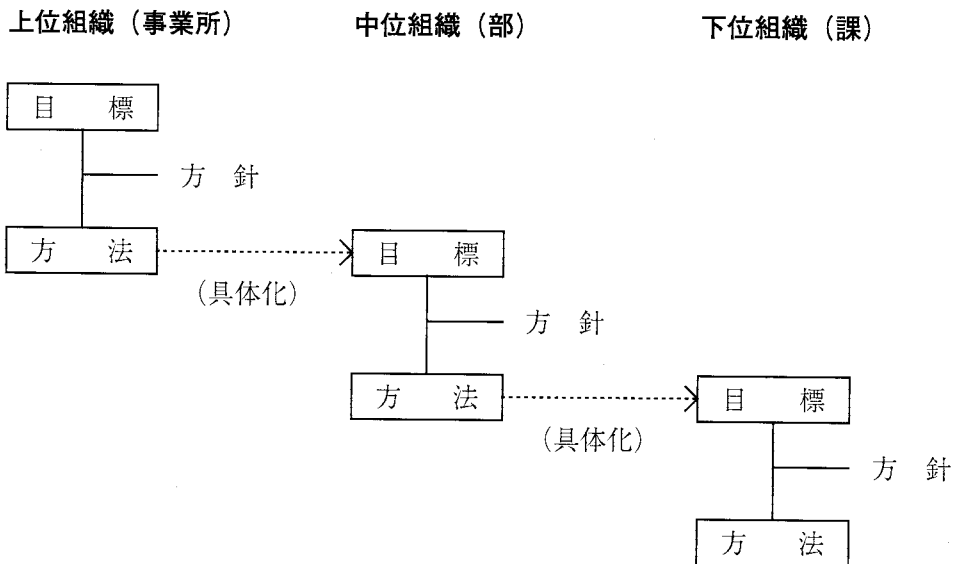 上位組織（事業所）　中位組織（部）　下位組織（課）
目　標
方　針
方　法
（具体化）
目　標
方　針
方　法
（具体化）
目　標
方　針
方　法